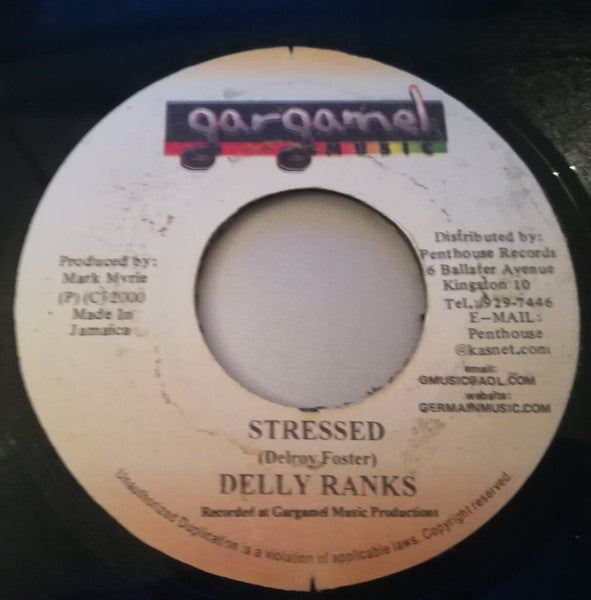 gargamel
MUSIC
Produced by:
Mark Myrie
(P) (C) 2000
Made In
Jamaica
Distributed by:
Penthouse Records
6 Ballater Avenue
Kingston 10
Tel.: 929-7446
E-MAIL:
Penthouse
@kasnet.com
email:
GMUSIC@AOL.COM
website:
GERMAINMUSIC.COM
STRESSED
(Delroy Foster)
DELLY RANKS
Recorded at Gargamel Music Productions
Unauthorized Duplication is a violation of applicable laws. Copyright reserved.